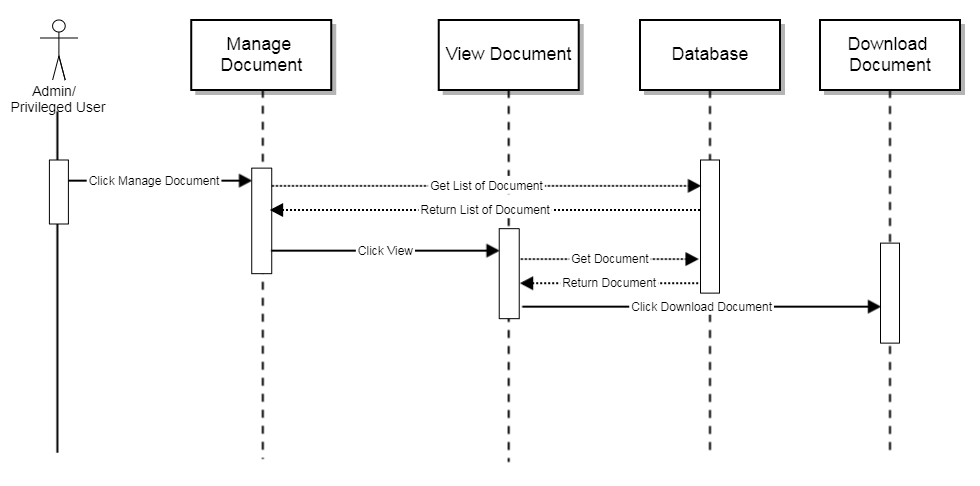 Manage
Document
View Document
Database
Download
Document
Admin/
Privileged User
Click Manage Document
Get List of Document
Return List of Document
Click View
Get Document
Return Document
Click Download Document